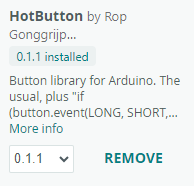 HotButton by Rop
Gonggrijp...
0.1.1 installed
Button library for Arduino. The
usual, plus "if
(button.event(LONG, SHORT,...
More info
0.1.1
REMOVE